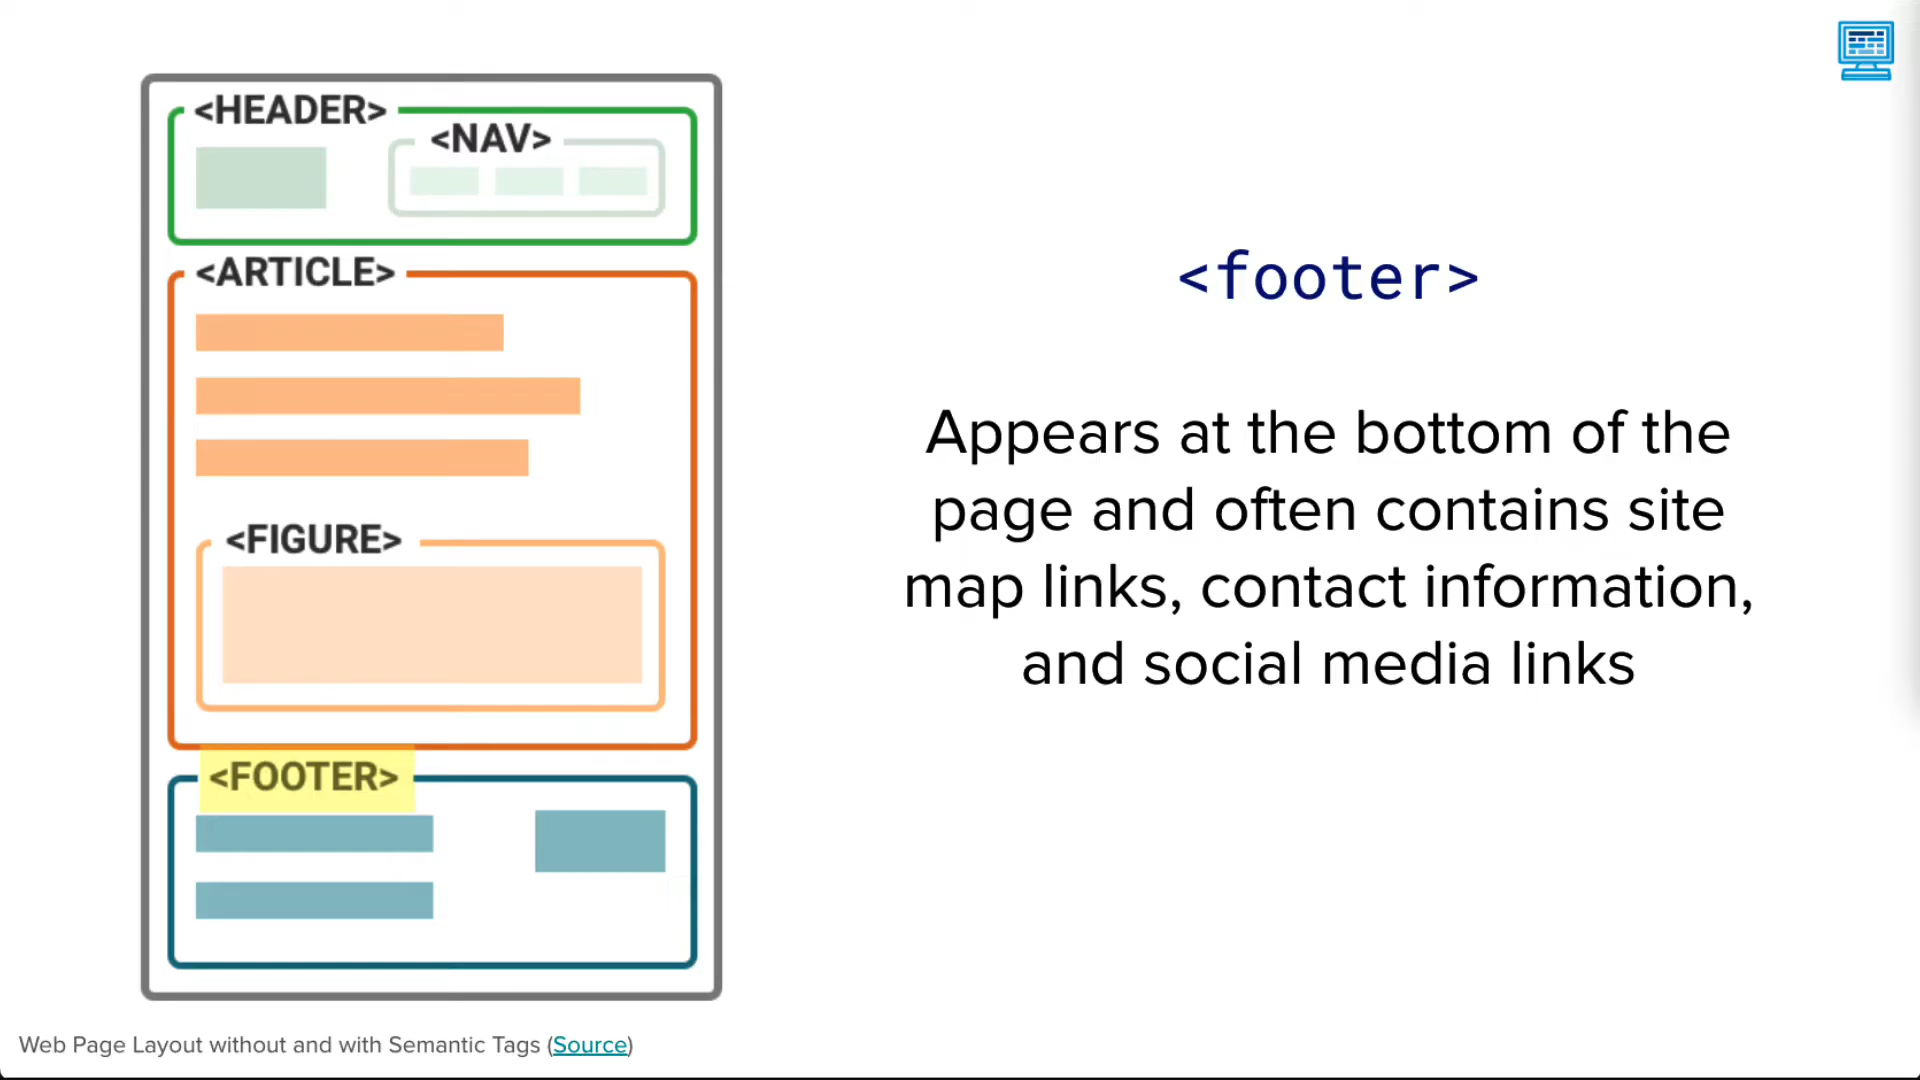 <HEADER>
<NAV>
<ARTICLE>
<FIGURE>
<FOOTER>
<footer>
Appears at the bottom of the
page and often contains site
map links, contact information,
and social media links
Web Page Layout without and with Semantic Tags (Source)